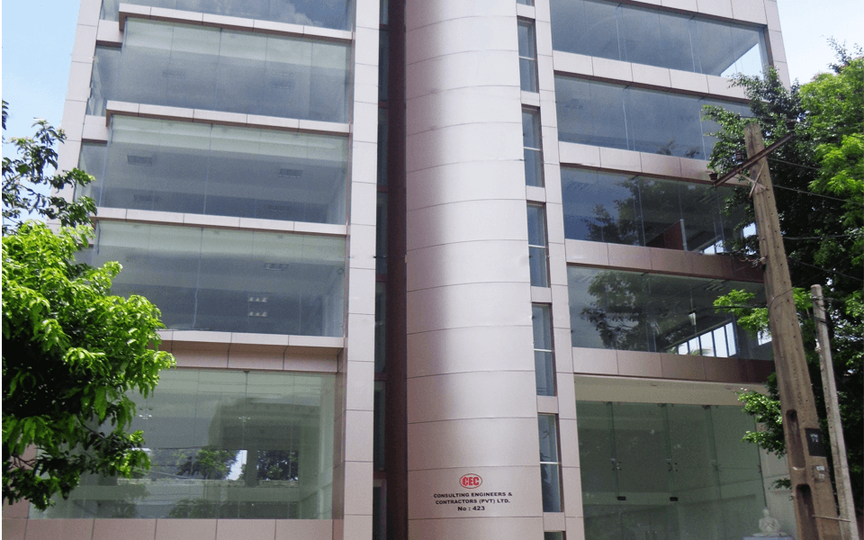 CEC
CONSULTING ENGINEERS &
CONTRACTORS (PVT) LTD.
No : 423